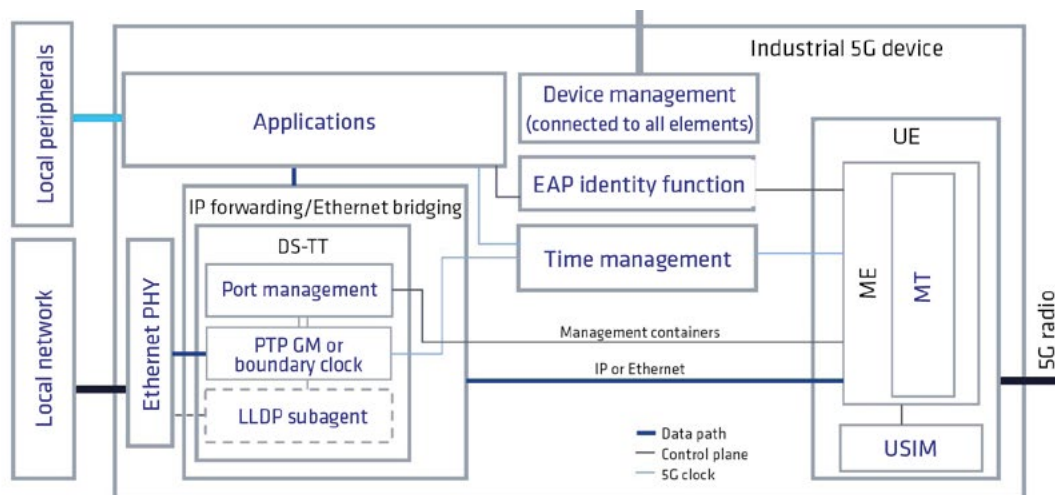 Industrial 5G device
Local peripherals
Applications
Device management
(connected to all elements)
UE
EAP identity function
IP forwarding/Ethernet bridging
DS-TT
Time management
Port management
ME
MT
Local network
Ethernet PHY
PTP GM or
boundary clock
Management containers
IP or Ethernet
5G radio
LLDP subagent
Data path
Control plane
5G clock
USIM